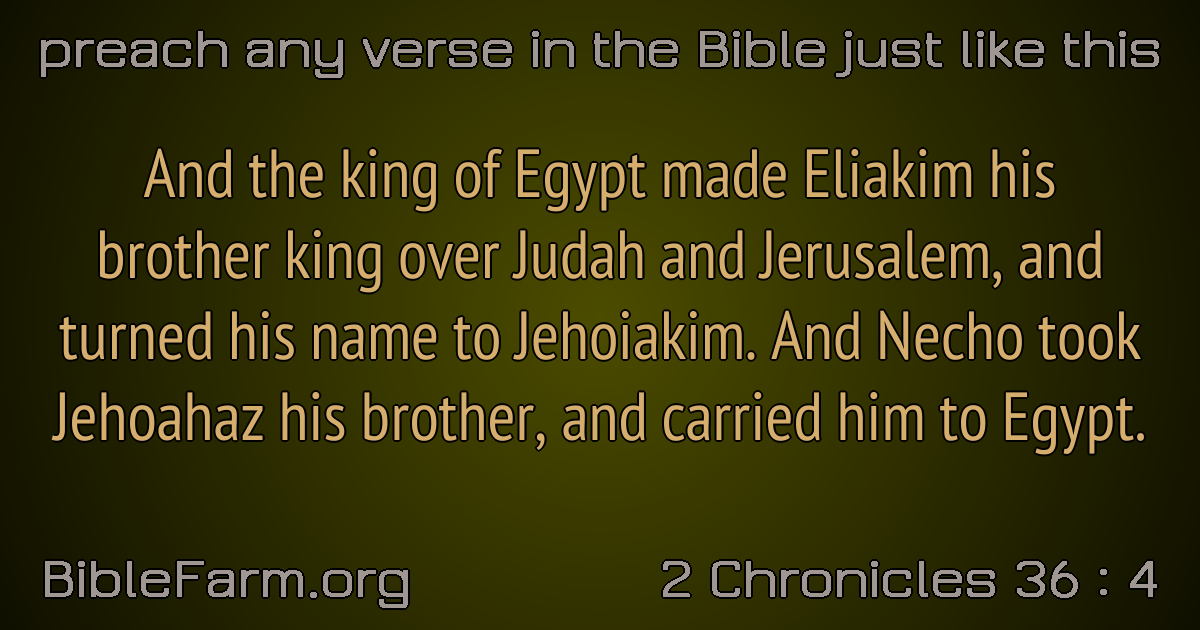 preach any verse in the Bible just like this
And the king of Egypt made Eliakim his
brother king over Judah and Jerusalem, and
turned his name to Jehoiakim. And Necho took
Jehoahaz his brother, and carried him to Egypt.
BibleFarm.org
2 Chronicles 36 : 4